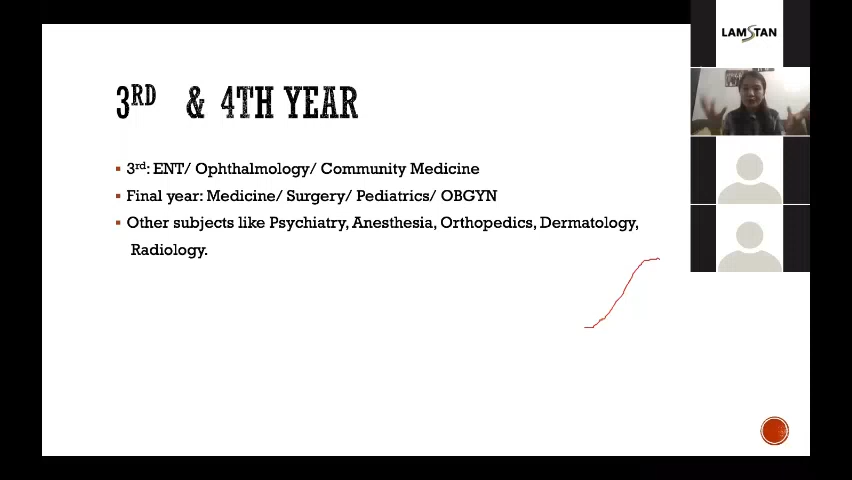 LAMSTAN
3RD & 4TH YEAR
▪ 3rd: ENT/ Ophthalmology/ Community Medicine
▪ Final year: Medicine/ Surgery/ Pediatrics/ OBGYN
▪ Other subjects like Psychiatry, Anesthesia, Orthopedics, Dermatology,
Radiology.